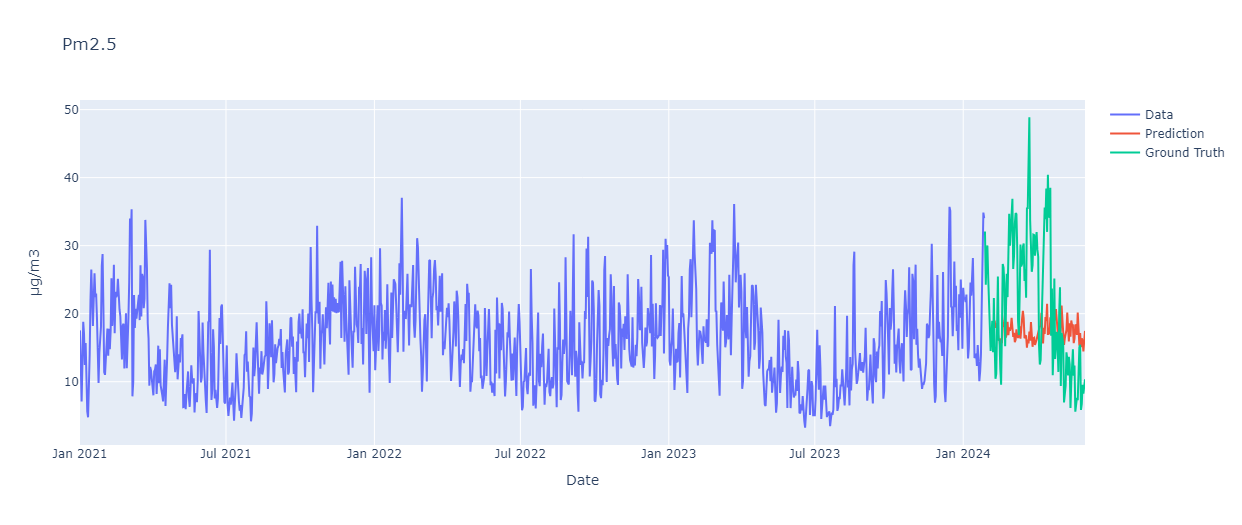 Pm2.5
50
40
30
20
10
µg/m3
Jan 2021
Jul 2021
Jan 2022
Jul 2022
Jan 2023
Jul 2023
Jan 2024
Date
Data
Prediction
Ground Truth